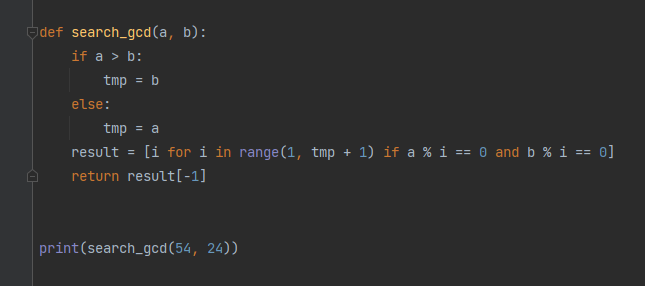 def search_gcd(a, b):
    if a > b:
        tmp = b
    else:
        tmp = a
    result = [i for i in range(1, tmp + 1) if a % i == 0 and b % i == 0]
    return result[-1]
print(search_gcd(54, 24))